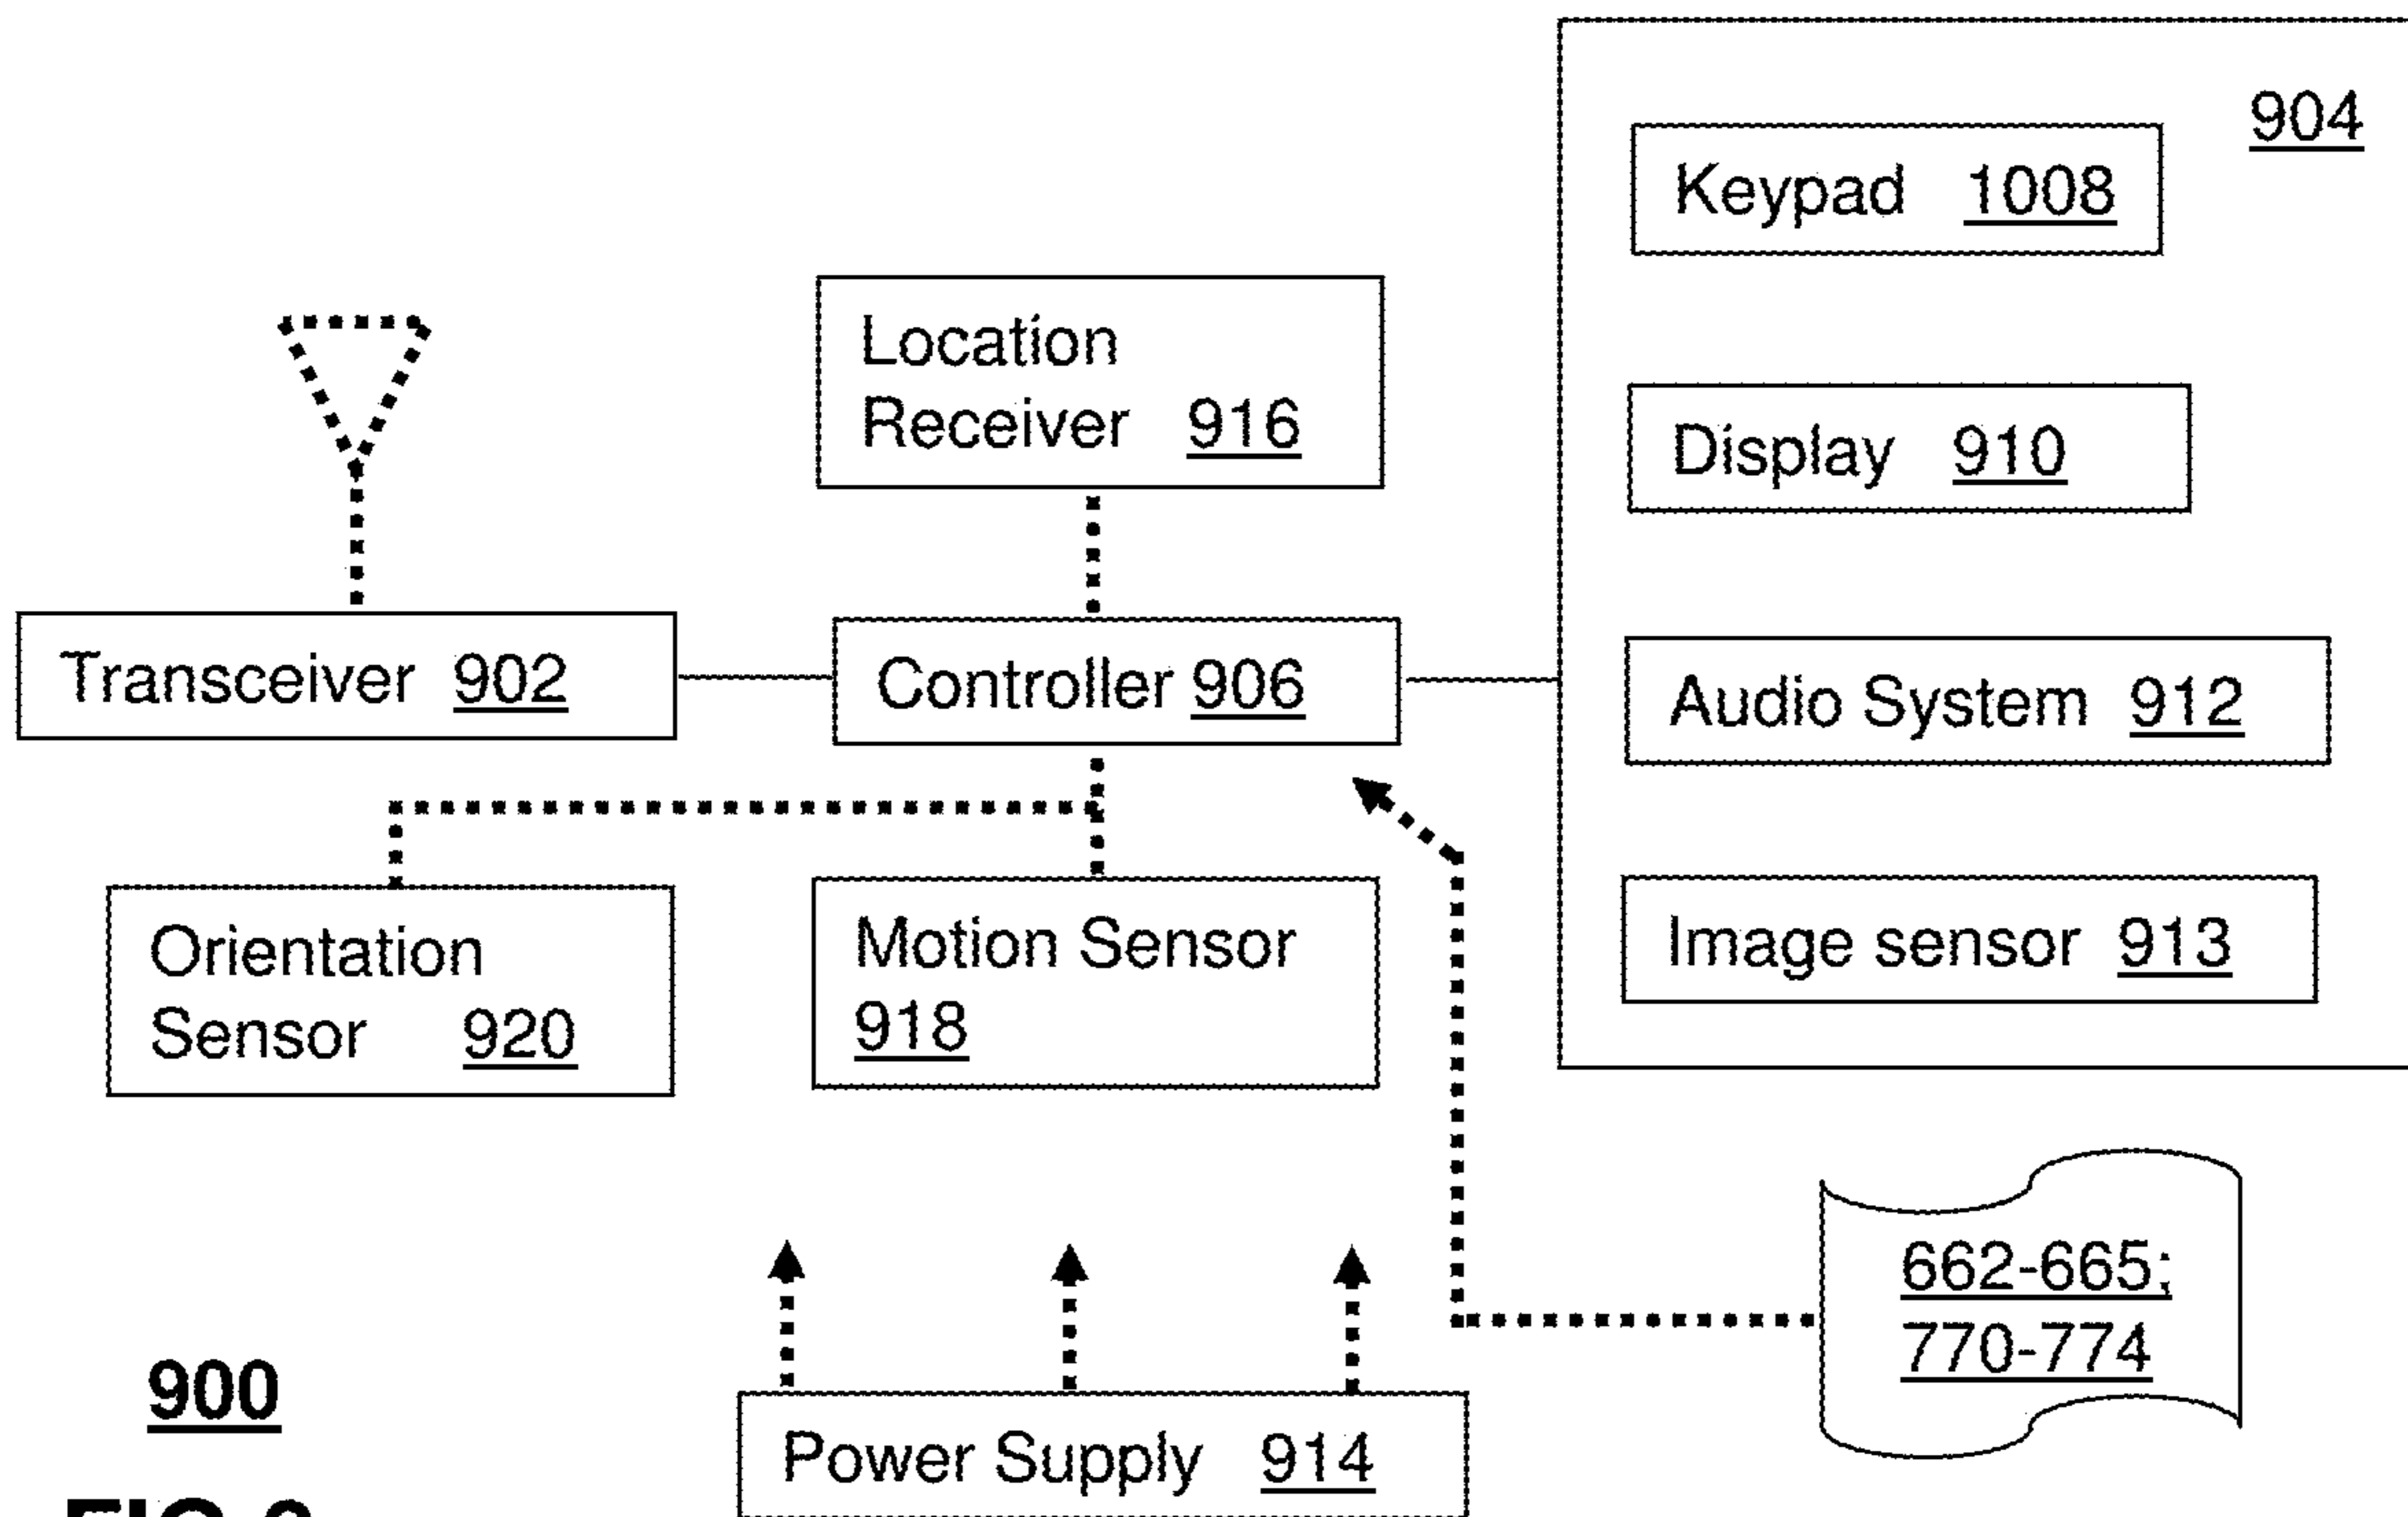 904
Keypad 1008
Location
Receiver 916
Display 910
Transceiver 902
Controller 906
Audio System 912
Orientation
Sensor 920
Motion Sensor
918
Image sensor 913
662-665;
770-774
900
Power Supply 914